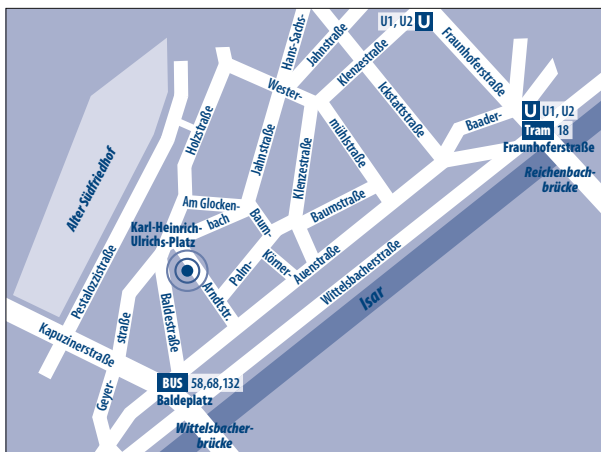 U1, U2 U
Hans-Sachs-
Jahnstraße
Klenzestraße
Fraunhoferstraße
Wester-
mühlstraße
Ickstattstraße
Baader-
U U1, U2
Tram 18
Fraunhoferstraße
Reichenbach-
brücke
Holzstraße
Jahnstraße
Klenzestraße
Alter Südfriedhof
Am Glocken-
bach
Baum-
Baumstraße
Karl-Heinrich-
Ulrichs-Platz
Pestalozzistraße
Palm-
Körner-
Auenstraße
Wittelsbacherstraße
Arndtstr.
Isar
Baldestraße
Kapuzinerstraße
Geyer-
straße
BUS 58,68,132
Baldeplatz
Wittelsbacher-
brücke